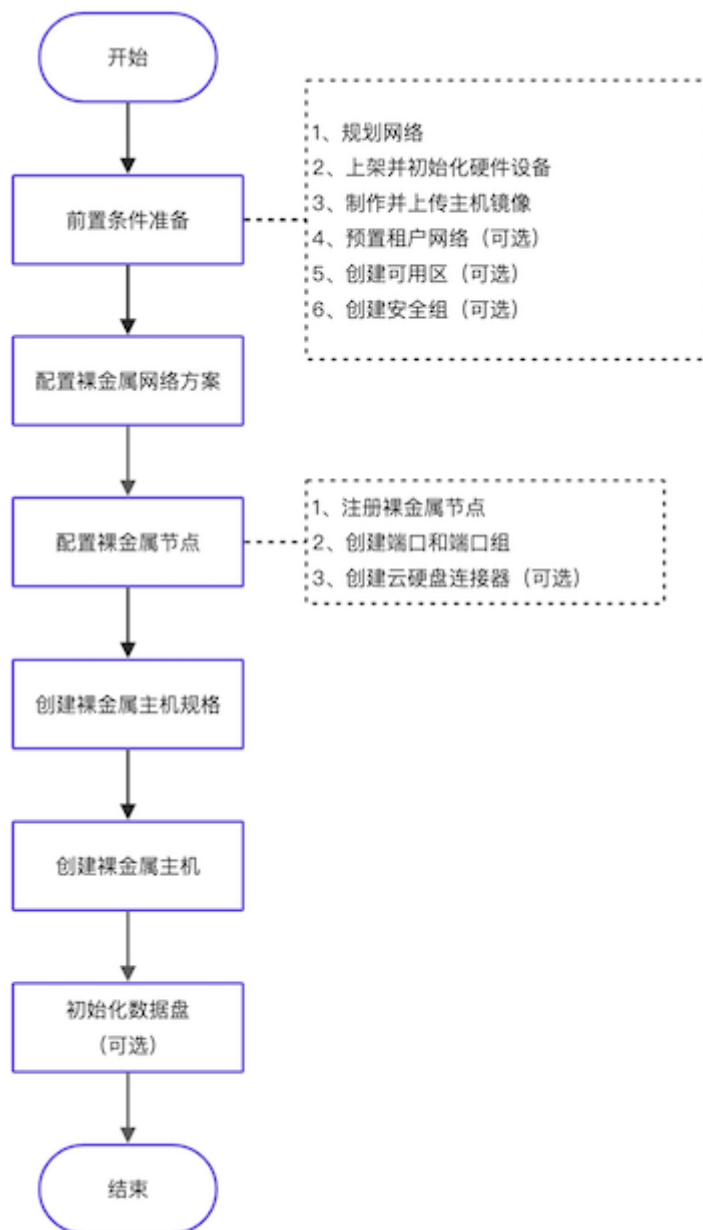 开始
前置条件准备
1、规划网络
2、上架并初始化硬件设备
3、制作并上传主机镜像
4、预置租户网络（可选）
5、创建可用区（可选）
6、创建安全组（可选）
配置裸金属网络方案
配置裸金属节点
1、注册裸金属节点
2、创建端口和端口组
3、创建云硬盘连接器（可选）
创建裸金属主机规格
创建裸金属主机
初始化数据盘
（可选）
结束